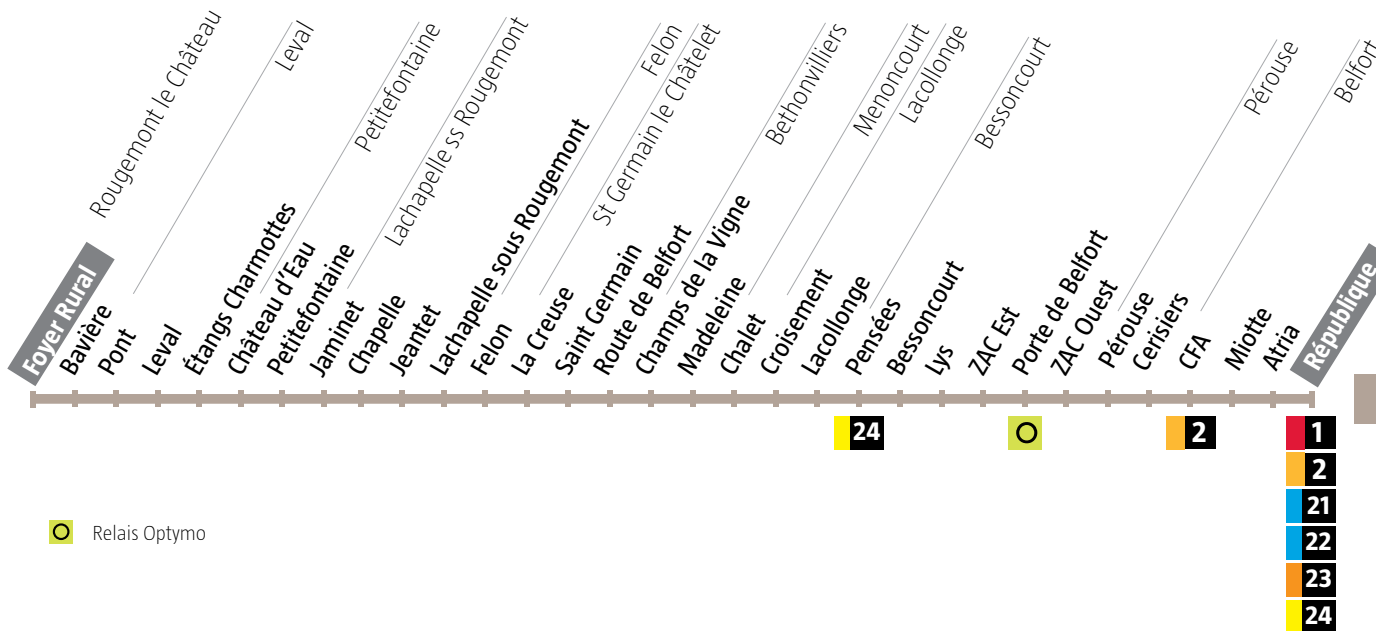 Rougemont le Château
Leval
Petitefontaine
Lachapelle ss Rougemont
Felon
St Germain le Châtelet
Bethonvilliers
Menoncourt
Lacollonge
Bessoncourt
Pérouse
Belfort
Foyer Rural
Bavière
Pont
Leval
Étangs Charmottes
Château d'Eau
Petitefontaine
Jaminet
Chapelle
Jeantet
Lachapelle sous Rougemont
Felon
La Creuse
Saint Germain
Route de Belfort
Champs de la Vigne
Madeleine
Chalet
Croisement
Lacollonge
Pensées
Bessoncourt
Lys
ZAC Est
Porte de Belfort
ZAC Ouest
Pérouse
Cerisiers
CFA
Miotte
Atria
République
24
2
1
2
21
22
23
24
Relais Optymo